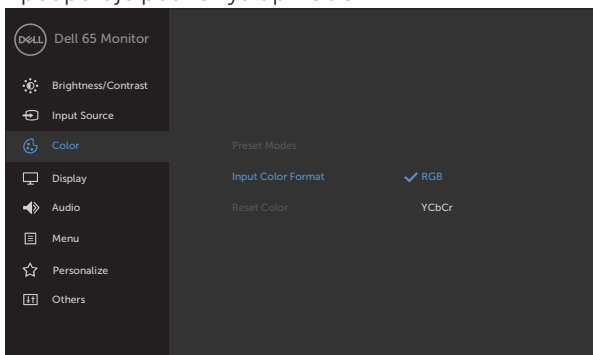 DELL
Dell 65 Monitor
Brightness/Contrast
Input Source
Color
Preset Modes
Display
Input Color Format
RGB
Audio
Reset Color
YCbCr
Menu
Personalize
Others